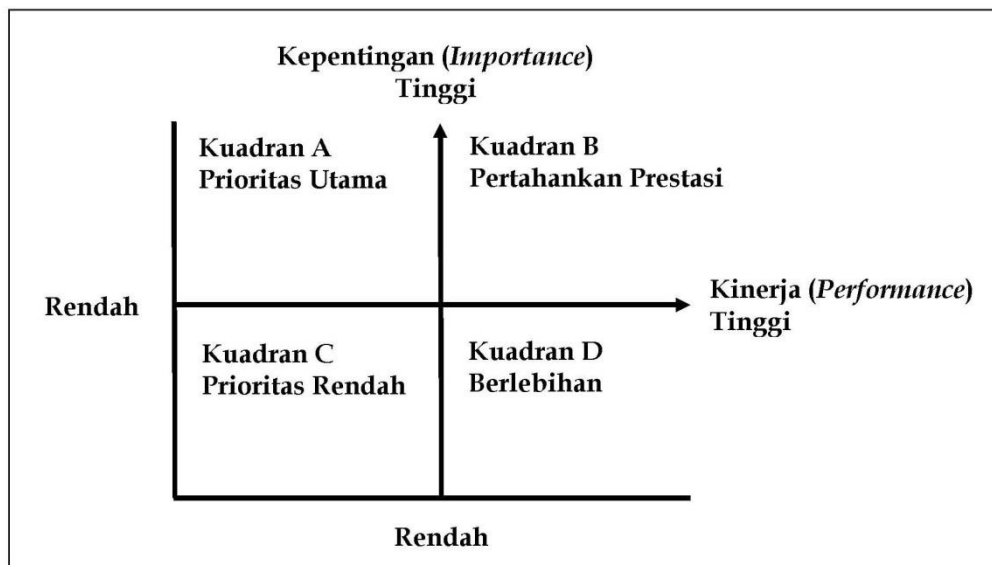 Kepentingan (Importance)
Tinggi
Kuadran A
Prioritas Utama
Kuadran B
Pertahankan Prestasi
Rendah
Kinerja (Performance)
Tinggi
Kuadran C
Prioritas Rendah
Kuadran D
Berlebihan
Rendah